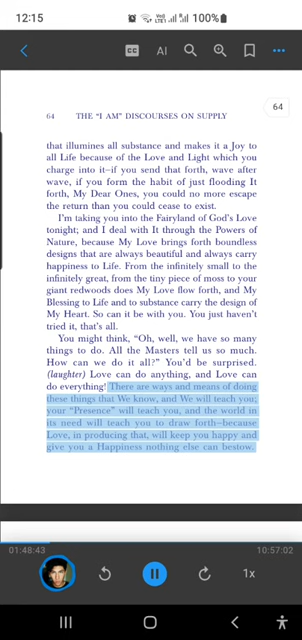 12:15
100%
CC
AI
64
64 THE "I AM" DISCOURSES ON SUPPLY
that illumines all substance and makes it a Joy to
all Life because of the Love and Light which you
charge into it–if you send that forth, wave after
wave, if you form the habit of just flooding It
forth, My Dear Ones, you could no more escape
the return than you could cease to exist.
I'm taking you into the Fairyland of God's Love
tonight; and I deal with It through the Powers of
Nature, because My Love brings forth boundless
designs that are always beautiful and always carry
happiness to Life. From the infinitely small to the
infinitely great, from the tiny piece of moss to your
giant redwoods does My Love flow forth, and My
Blessing to Life and to substance carry the design of
My Heart. So can it be with you. You just haven't
tried it, that's all.
You might think, "Oh, well, we have so many
things to do. All the Masters tell us so much.
How can we do it all?" You'd be surprised.
(laughter) Love can do anything, and Love can
do everything! There are ways and means of doing
these things that We know, and We will teach you;
your "Presence" will teach you, and the world in
its need will teach you to draw forth–because
Love, in producing that, will keep you happy and
give you a Happiness nothing else can bestow.
01:48:43
10:57:02
1x